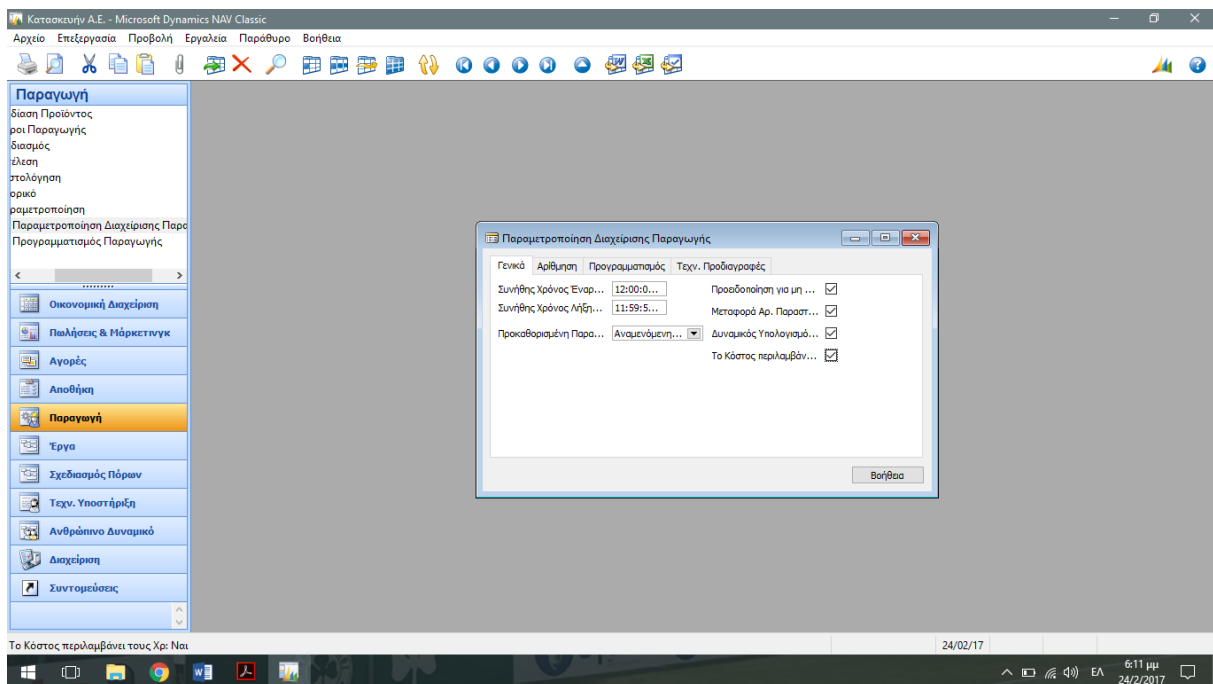 Κατασκευήν Α.Ε. - Microsoft Dynamics NAV Classic
Αρχείο Επεξεργασία Προβολή Εργαλεία Παράθυρο Βοήθεια
Παραγωγή
δίαση Προϊόντος
ροι Παραγωγής
διασμός
έλεση
στολόγηση
ορικό
ραμετροποίηση
Παραμετροποίηση Διαχείρισης Παρα
Προγραμματισμός Παραγωγής
Οικονομική Διαχείριση
Πωλήσεις & Μάρκετινγκ
Αγορές
Αποθήκη
Παραγωγή
Έργα
Σχεδιασμός Πόρων
Τεχν. Υποστήριξη
Ανθρώπινο Δυναμικό
Διαχείριση
Συντομεύσεις
Παραμετροποίηση Διαχείρισης Παραγωγής
Γενικά Αρίθμηση Προγραμματισμός Τεχν. Προδιαγραφές
Συνήθης Χρόνος Έναρ... 12:00:0... Προειδοποίηση για μη ...
Συνήθης Χρόνος Λήξη... 11:59:5... Μεταφορά Αρ. Παραστ...
Προκαθορισμένη Παρα... Αναμενόμενη... Δυναμικός Υπολογισμό...
Το Κόστος περιλαμβάν...
Βοήθεια
Το Κόστος περιλαμβάνει τους Χρ: Ναι 24/02/17
ΕΛ 6:11 μμ
24/2/2017